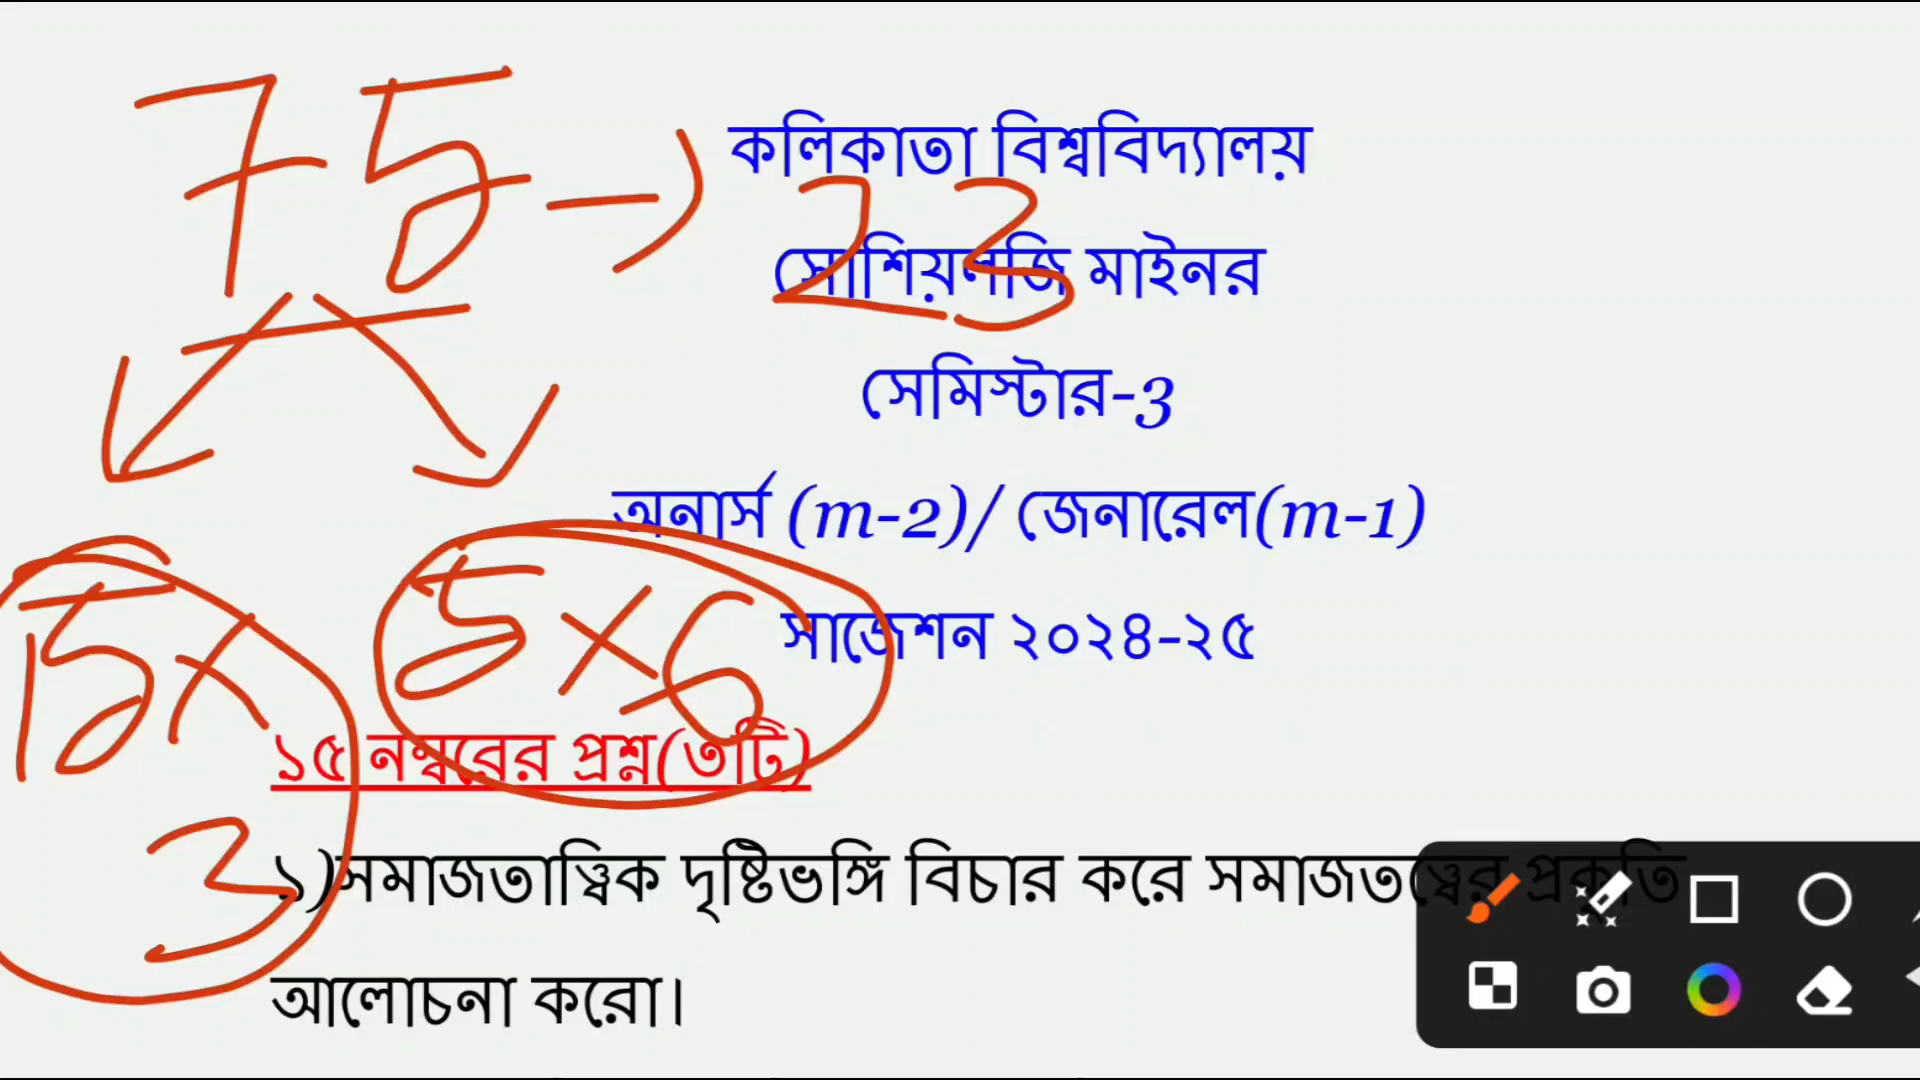 75 → 23
কলিকাতা বিশ্ববিদ্যালয়
সোশিয়লজি মাইনর
সেমিস্টার-3
অনার্স (m-2)/ জেনারেল(m-1)
সাজেশন ২০২৪-২৫
15×
3
5×6
১৫ নম্বরের প্রশ্ন(৩টি)
১)সমাজতাত্ত্বিক দৃষ্টিভঙ্গি বিচার করে সমাজতত্ত্বের প্রকৃতি
আলোচনা করো।